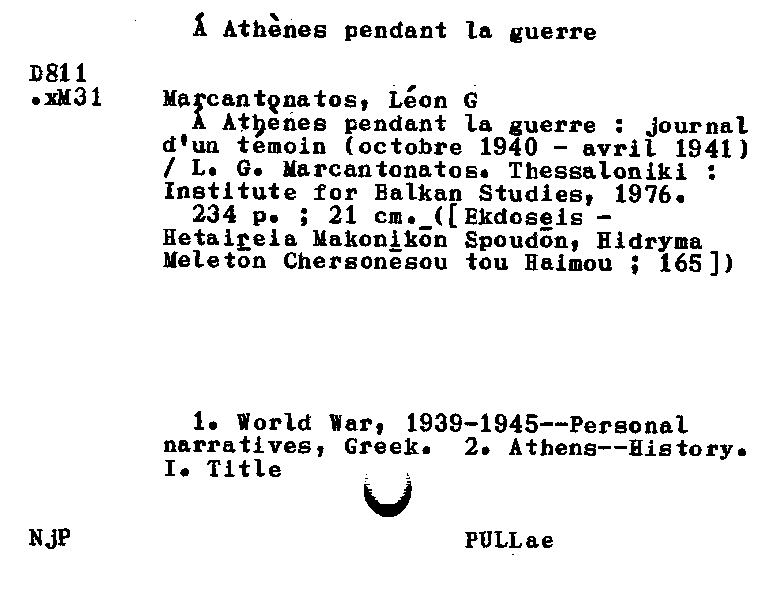 Á Athènes pendant la guerre
D811
.xM31 Marcantonatos, Léon G
Á Athènes pendant la guerre : journal
d'un témoin (octobre 1940 - avril 1941)
/ L. G. Marcantonatos. Thessaloniki :
Institute for Balkan Studies, 1976.
234 p. ; 21 cm. ([Ekdoseis -
Hetaireia Makonikōn Spoudōn, Hidryma
Meletōn Chersonēsou tou Haimou ; 165])
1. World War, 1939-1945--Personal
narratives, Greek. 2. Athens--History.
I. Title
NjP PULLae